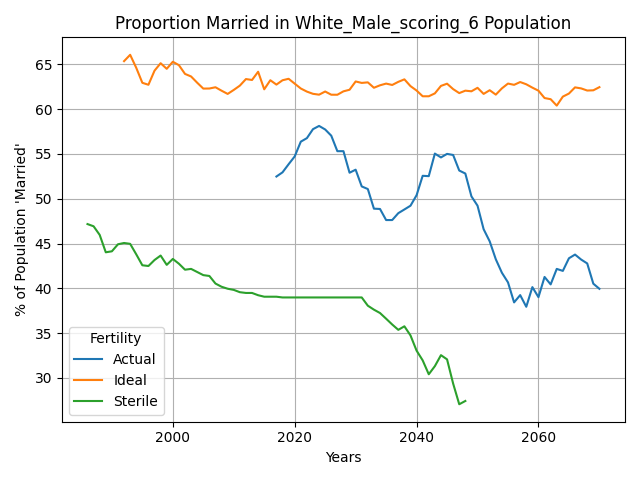 Proportion Married in White_Male_scoring_6 Population
% of Population 'Married'
65
60
55
50
45
40
35
30
Fertility
Actual
Ideal
Sterile
2000 2020 2040 2060
Years